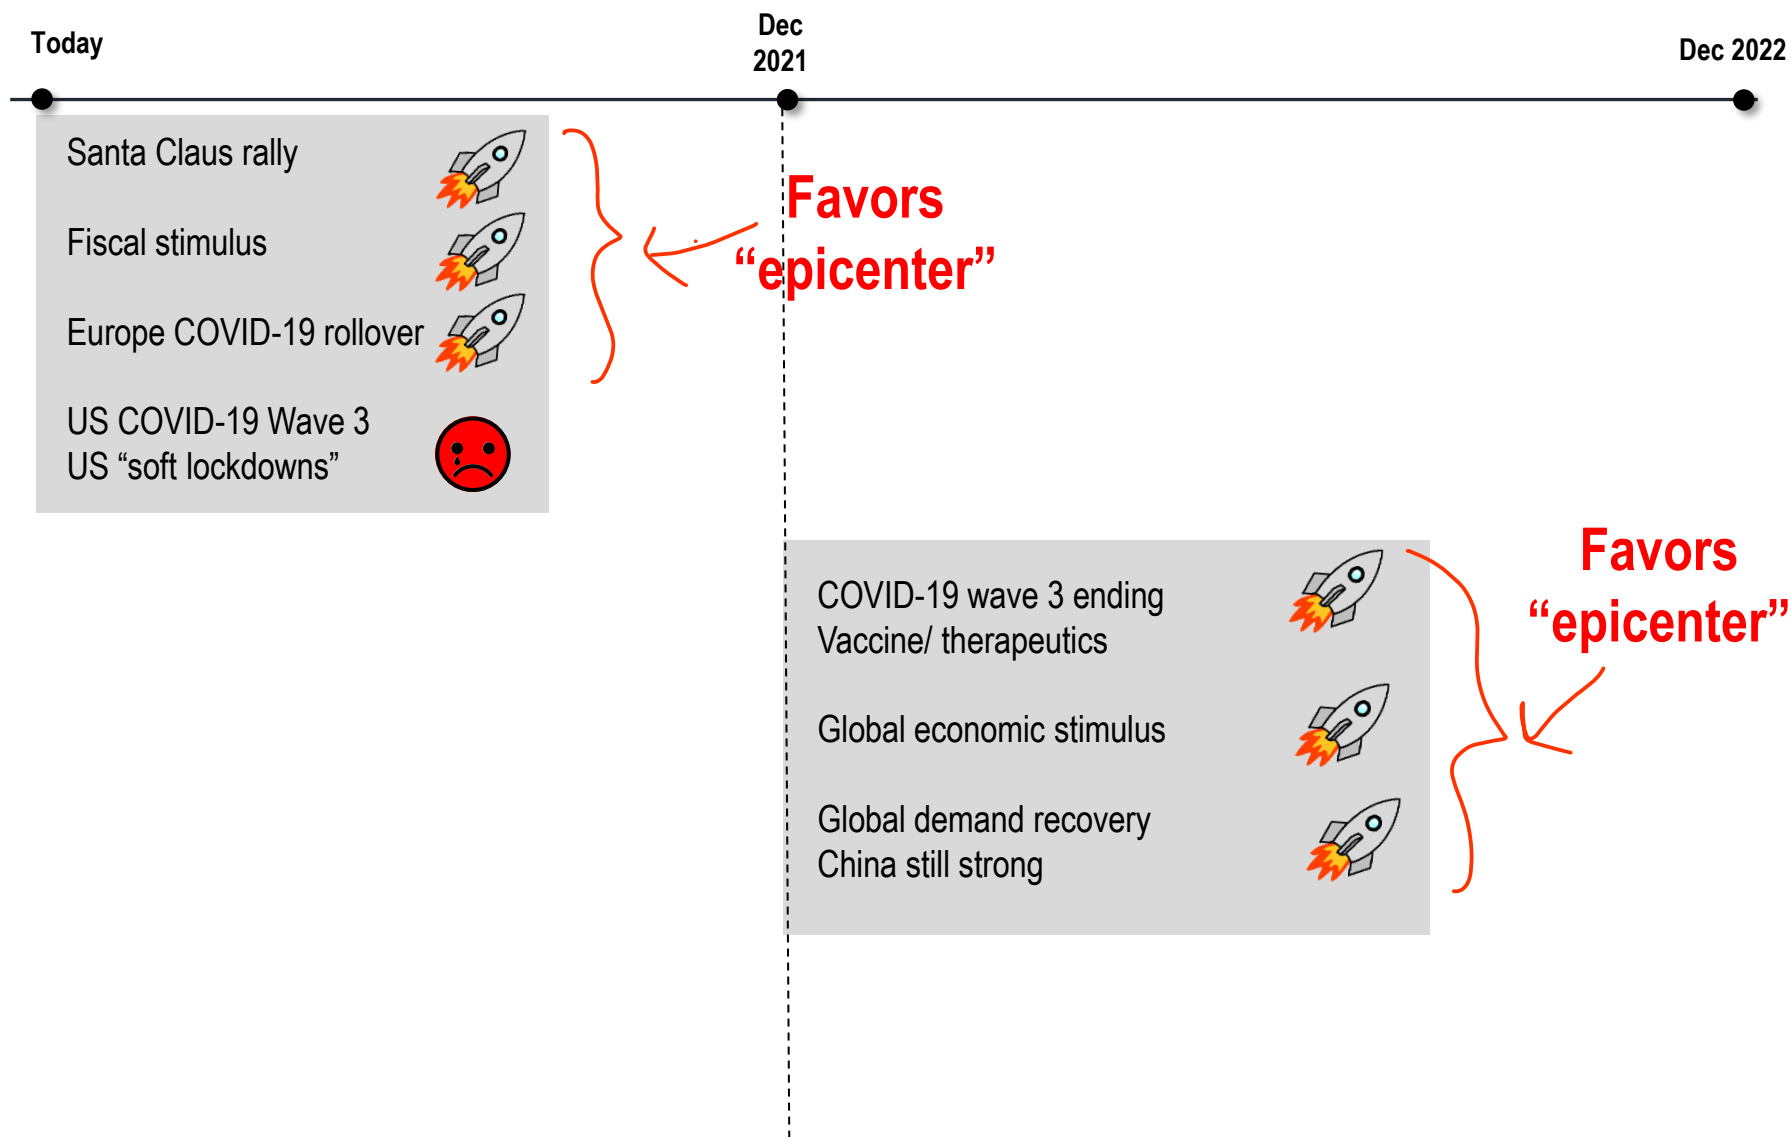 Today
Dec
2021
Dec 2022
Santa Claus rally
Fiscal stimulus
Europe COVID-19 rollover
US COVID-19 Wave 3
US “soft lockdowns”
Favors
“epicenter”
COVID-19 wave 3 ending
Vaccine/ therapeutics
Global economic stimulus
Global demand recovery
China still strong
Favors
“epicenter”